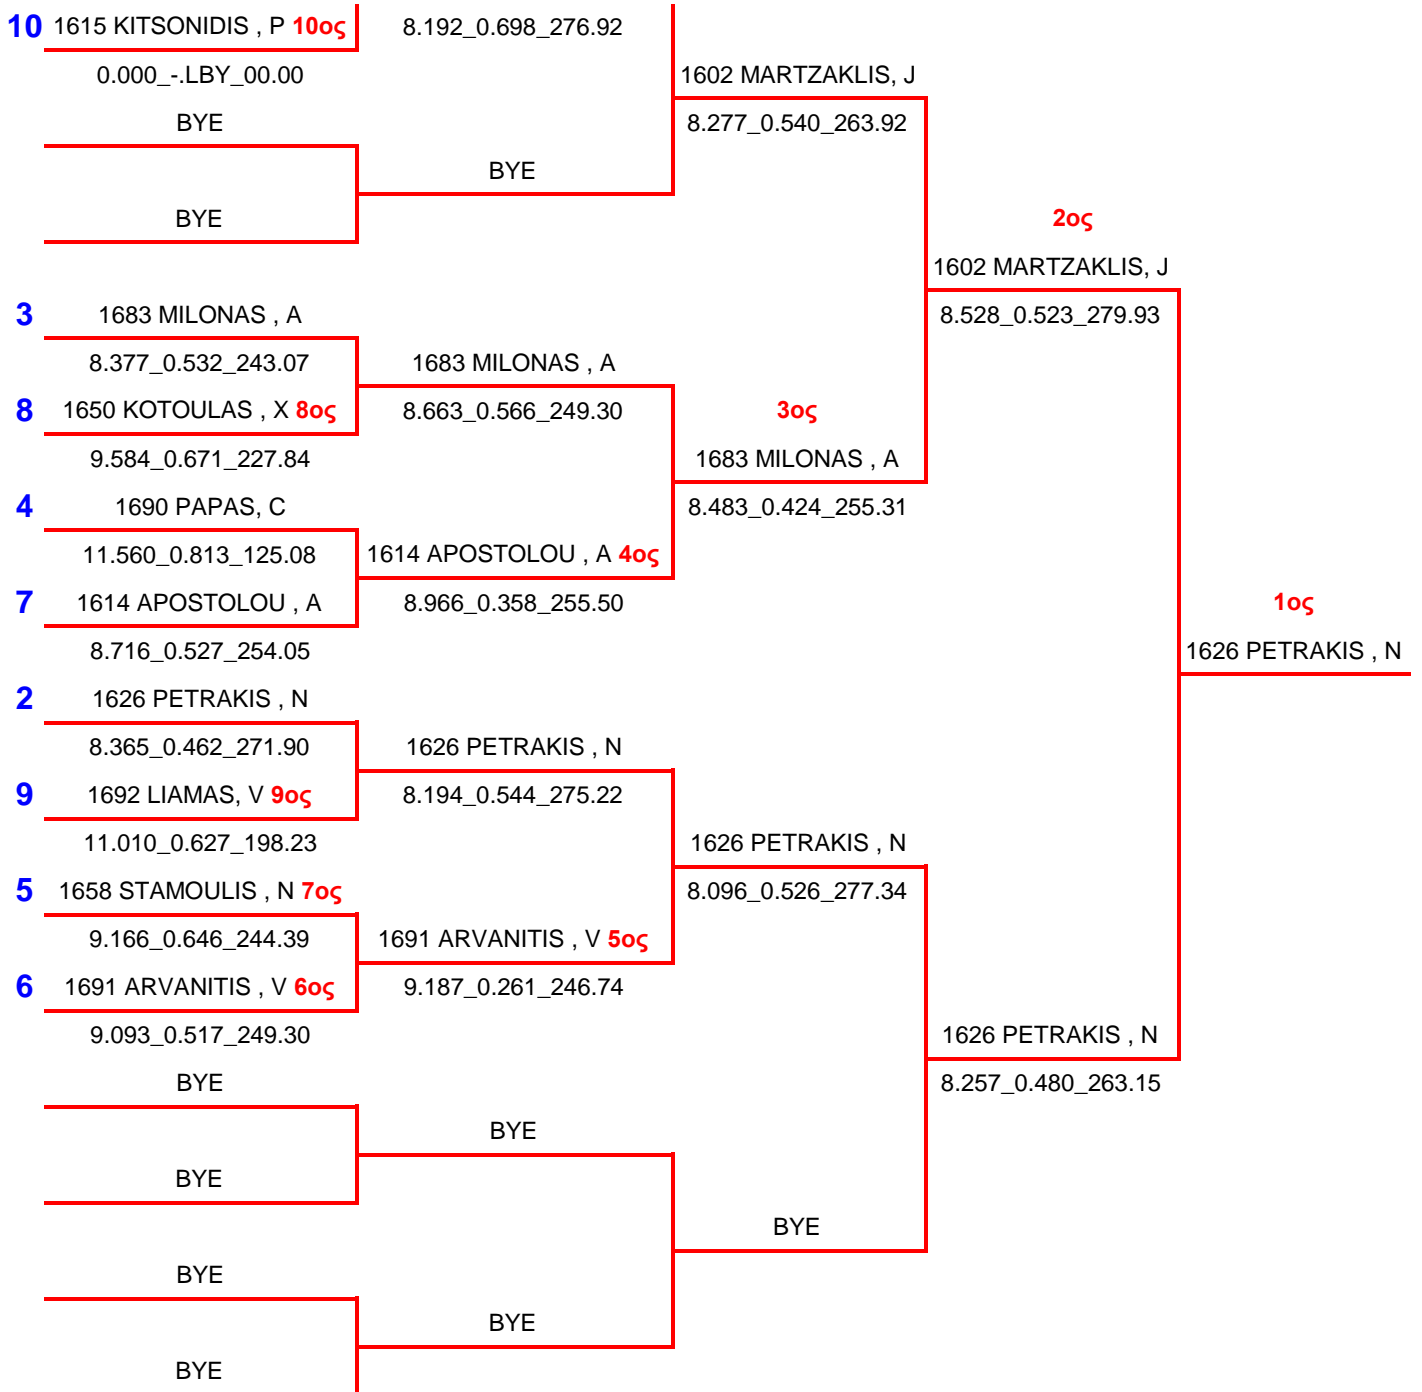 10 1615 KITSONIDIS , P 10ος
8.192_0.698_276.92
0.000_-.LBY_00.00
1602 MARTZAKLIS, J
BYE
8.277_0.540_263.92
BYE
BYE
2ος
1602 MARTZAKLIS, J
3 1683 MILONAS , A
8.528_0.523_279.93
8.377_0.532_243.07
1683 MILONAS , A
8 1650 KOTOULAS , X 8ος
8.663_0.566_249.30
3ος
9.584_0.671_227.84
1683 MILONAS , A
4 1690 PAPAS, C
8.483_0.424_255.31
11.560_0.813_125.08
1614 APOSTOLOU , A 4ος
7 1614 APOSTOLOU , A
8.966_0.358_255.50
1ος
8.716_0.527_254.05
1626 PETRAKIS , N
2 1626 PETRAKIS , N
8.365_0.462_271.90
1626 PETRAKIS , N
9 1692 LIAMAS, V 9ος
8.194_0.544_275.22
11.010_0.627_198.23
1626 PETRAKIS , N
5 1658 STAMOULIS , N 7ος
8.096_0.526_277.34
9.166_0.646_244.39
1691 ARVANITIS , V 5ος
6 1691 ARVANITIS , V 6ος
9.187_0.261_246.74
9.093_0.517_249.30
1626 PETRAKIS , N
BYE
8.257_0.480_263.15
BYE
BYE
BYE
BYE
BYE
BYE